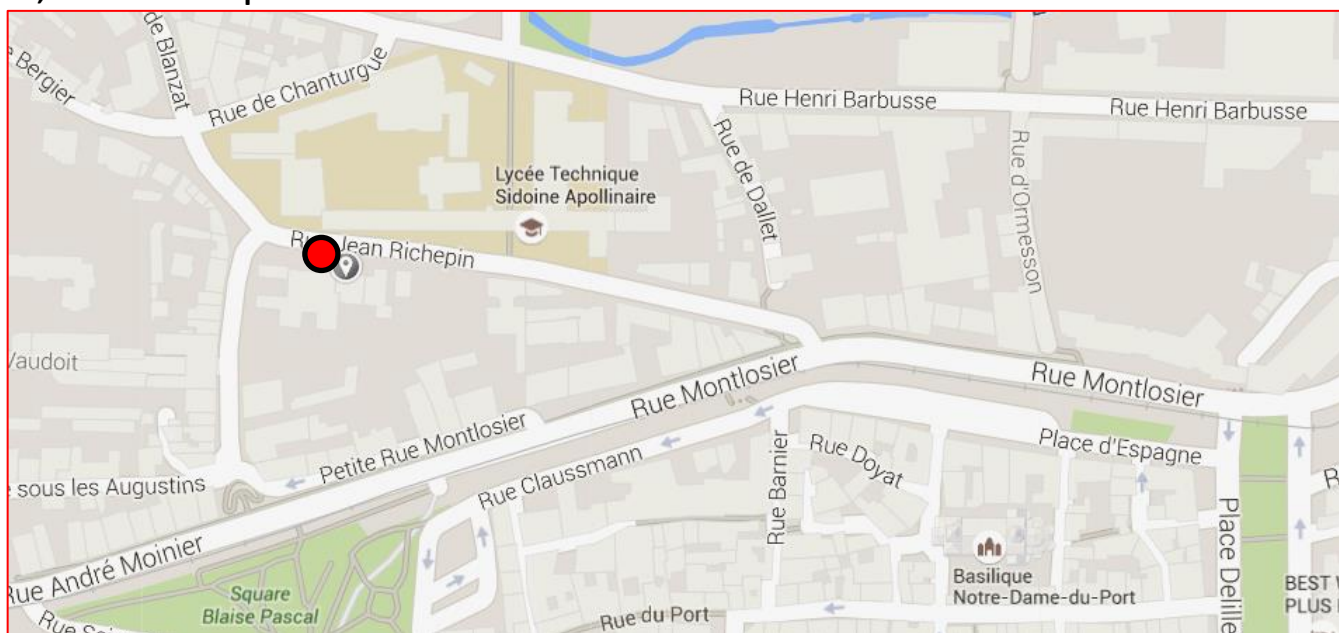 de Blanzat
Bergier
Rue de Chanturgue
Rue Henri Barbusse
Rue Henri Barbusse
Rue de Dallet
Rue d'Ormesson
Lycée Technique
Sidoine Apollinaire
Jean Richepin
Vaudoit
Rue Montlosier
Rue Montlosier
Petite Rue Montlosier
Rue Claussmann
Rue Barnier
Rue Doyat
Place d'Espagne
sous les Augustins
Rue André Moinier
Square
Blaise Pascal
Rue du Port
Basilique
Notre-Dame-du-Port
Place Delille
BEST
PLUS
Rue